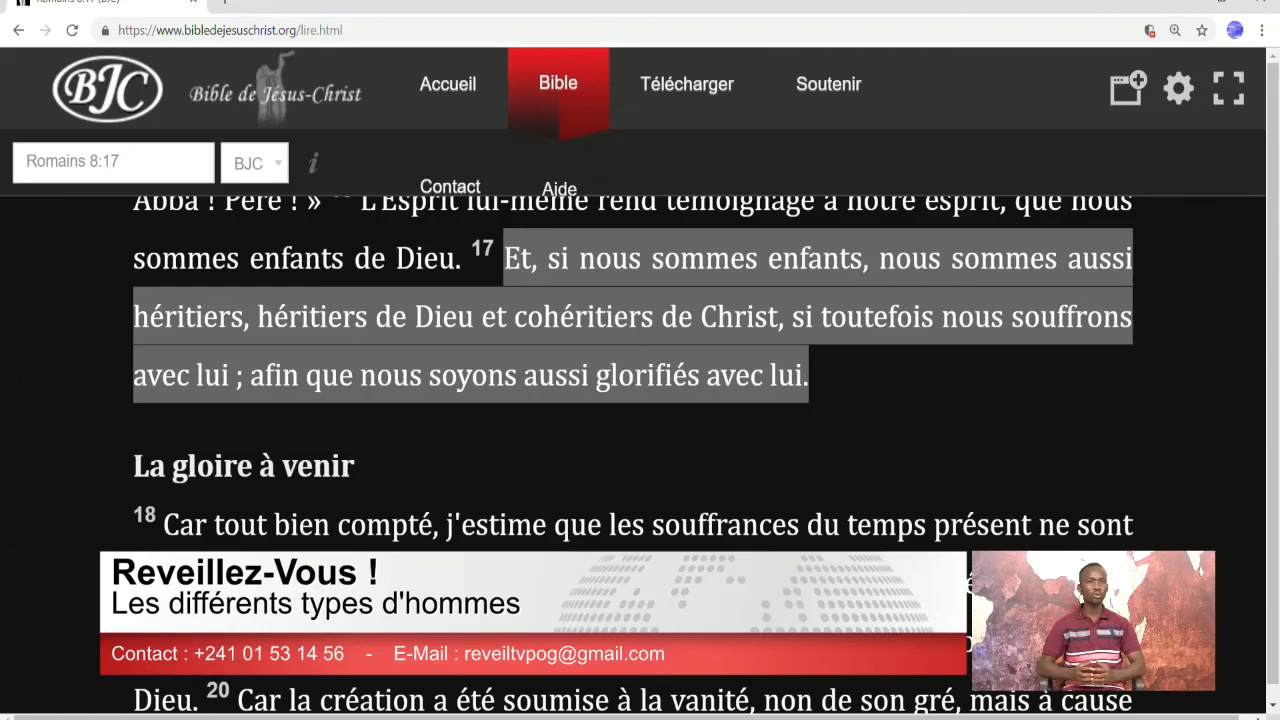 Romains 8:17 (BJC)
https://www.bibledejesuschrist.org/lire.html
BJC
Bible de Jésus-Christ
Accueil
Bible
Télécharger
Soutenir
Romains 8:17
BJC
i
Contact
Aide
Abba ! Père ! » L'Esprit lui-même rend témoignage à notre esprit, que nous
sommes enfants de Dieu. 17 Et, si nous sommes enfants, nous sommes aussi
héritiers, héritiers de Dieu et cohéritiers de Christ, si toutefois nous souffrons
avec lui ; afin que nous soyons aussi glorifiés avec lui.
La gloire à venir
18 Car tout bien compté, j'estime que les souffrances du temps présent ne sont
Reveillez-Vous !
Les différents types d'hommes
Contact : +241 01 53 14 56 - E-Mail : reveiltvpog@gmail.com
Dieu. 20 Car la création a été soumise à la vanité, non de son gré, mais à cause